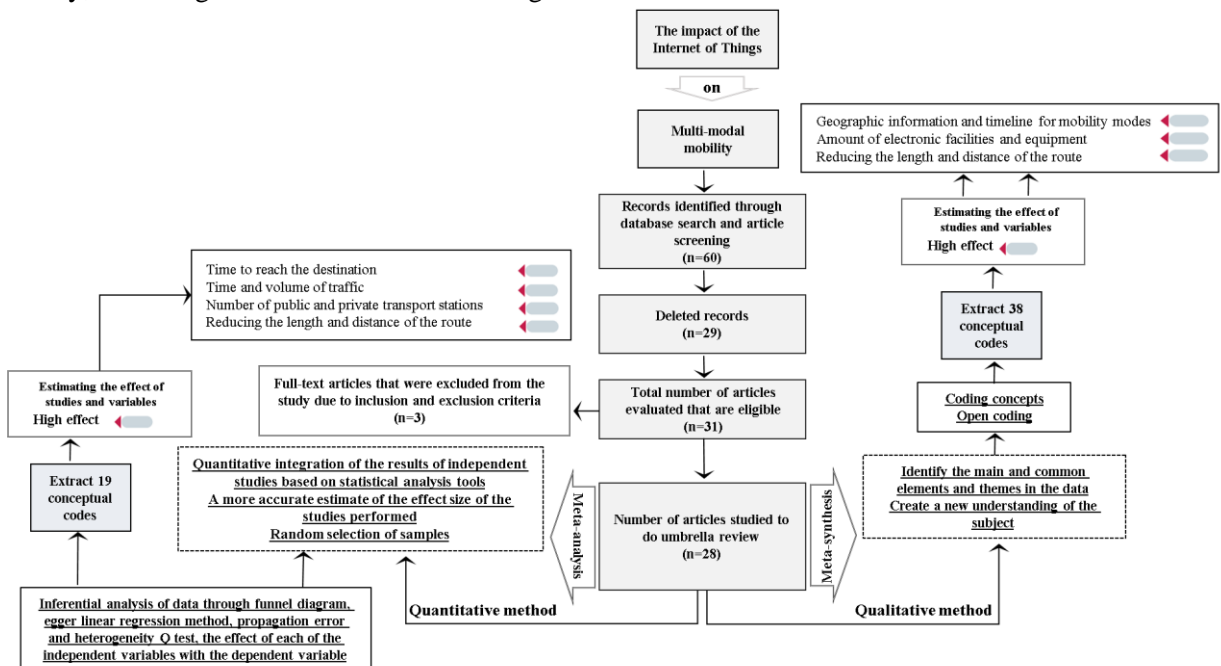 The impact of the
Internet of Things
on
Multi-modal
mobility
Records identified through
database search and article
screening
(n=60)
Deleted records
(n=29)
Total number of articles
evaluated that are eligible
(n=31)
Full-text articles that were excluded from the
study due to inclusion and exclusion criteria
(n=3)
Number of articles studied to
do umbrella review
(n=28)
Meta-analysis
Meta-synthesis
Quantitative method
Qualitative method
Quantitative integration of the results of independent
studies based on statistical analysis tools
A more accurate estimate of the effect size of the
studies performed
Random selection of samples
Inferential analysis of data through funnel diagram,
egger linear regression method, propagation error
and heterogeneity Q test, the effect of each of the
independent variables with the dependent variable
Extract 19
conceptual
codes
Estimating the effect of
studies and variables
High effect
Time to reach the destination
Time and volume of traffic
Number of public and private transport stations
Reducing the length and distance of the route
Identify the main and common
elements and themes in the data
Create a new understanding of the
subject
Coding concepts
Open coding
Extract 38
conceptual
codes
Estimating the effect of
studies and variables
High effect
Geographic information and timeline for mobility modes
Amount of electronic facilities and equipment
Reducing the length and distance of the route